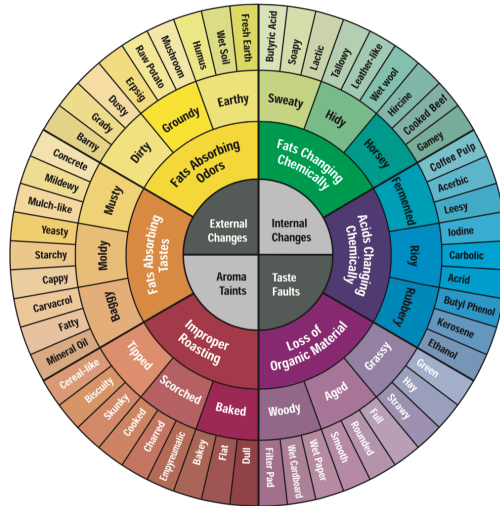 External
Changes
Internal
Changes
Aroma
Taints
Taste
Faults
Fats Absorbing
Odors
Fats Changing
Chemically
Acids Changing
Chemically
Loss of
Organic Material
Improper
Roasting
Fats Absorbing
Tastes
Sweaty
Hidy
Horsey
Fermented
Rioy
Rubbery
Grassy
Aged
Woody
Baked
Scorched
Tipped
Baggy
Moldy
Musty
Dirty
Groundy
Earthy
Butyric Acid
Soapy
Lactic
Tallowy
Leather-like
Wet wool
Hircine
Cooked Beef
Gamey
Coffee Pulp
Acerbic
Leesy
Iodine
Carbolic
Acrid
Butyl Phenol
Kerosene
Ethanol
Green
Hay
Strawy
Full
Rounded
Smooth
Wet Paper
Wet Cardboard
Filter Pad
Dull
Flat
Bakey
Empyreumatic
Charred
Cooked
Skunky
Biscuity
Cereal-like
Mineral Oil
Fatty
Carvacrol
Cappy
Starchy
Yeasty
Mulch-like
Mildewy
Concrete
Barny
Grady
Dusty
Erpsig
Raw Potato
Mushroom
Humus
Wet Soil
Fresh Earth